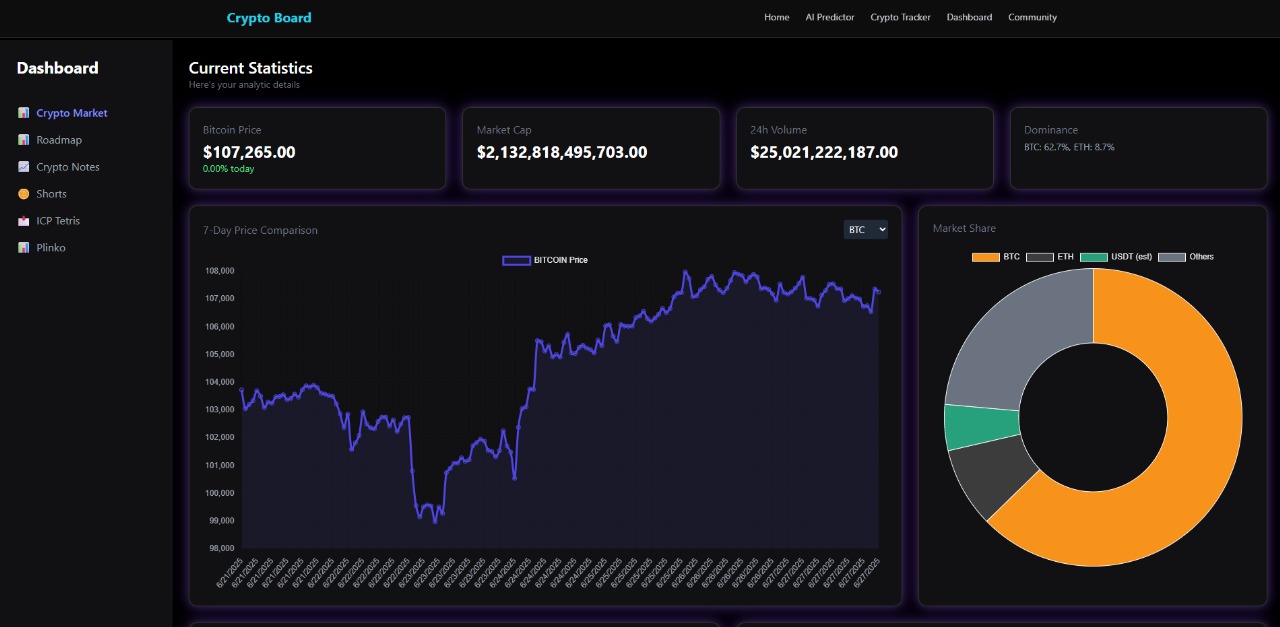 Crypto Board
Home AI Predictor Crypto Tracker Dashboard Community
Dashboard
Crypto Market
Roadmap
Crypto Notes
Shorts
ICP Tetris
Plinko
Current Statistics
Here's your analytic details
Bitcoin Price
$107,265.00
0.00% today
Market Cap
$2,132,818,495,703.00
24h Volume
$25,021,222,187.00
Dominance
BTC: 62.7%, ETH: 8.7%
7-Day Price Comparison
BTC
BITCOIN Price
108,000
107,000
106,000
105,000
104,000
103,000
102,000
101,000
100,000
99,000
98,000
6/21/2025 6/21/2025 6/21/2025 6/21/2025 6/21/2025 6/21/2025 6/22/2025 6/22/2025 6/22/2025 6/22/2025 6/22/2025 6/22/2025 6/23/2025 6/23/2025 6/23/2025 6/23/2025 6/23/2025 6/23/2025 6/24/2025 6/24/2025 6/24/2025 6/24/2025 6/24/2025 6/24/2025 6/25/2025 6/25/2025 6/25/2025 6/25/2025 6/25/2025 6/26/2025 6/26/2025 6/26/2025 6/26/2025 6/26/2025 6/26/2025 6/26/2025 6/27/2025 6/27/2025 6/27/2025 6/27/2025 6/27/2025 6/27/2025 6/27/2025
Market Share
BTC ETH USDT (est) Others